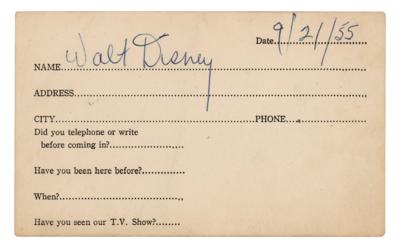 Date 9/21/55
NAME Walt Disney
ADDRESS
CITY PHONE
Did you telephone or write
before coming in?
Have you been here before?
When?
Have you seen our T.V. Show?